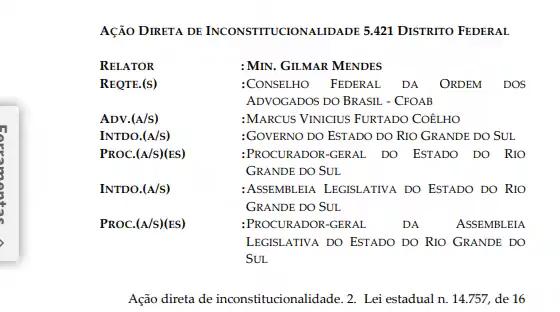 AÇÃO DIRETA DE INCONSTITUCIONALIDADE 5.421 DISTRITO FEDERAL
RELATOR : MIN. GILMAR MENDES
REQTE.(S) : CONSELHO FEDERAL DA ORDEM DOS
ADVOGADOS DO BRASIL - CFOAB
ADV.(A/S) : MARCUS VINICIUS FURTADO COÊLHO
INTDO.(A/S) : GOVERNO DO ESTADO DO RIO GRANDE DO SUL
PROC.(A/S)(ES) : PROCURADOR-GERAL DO ESTADO DO RIO
GRANDE DO SUL
INTDO.(A/S) : ASSEMBLEIA LEGISLATIVA DO ESTADO DO RIO
GRANDE DO SUL
PROC.(A/S)(ES) : PROCURADOR-GERAL DA ASSEMBLEIA
LEGISLATIVA DO ESTADO DO RIO GRANDE DO
SUL
Ação direta de inconstitucionalidade. 2. Lei estadual n. 14.757, de 16